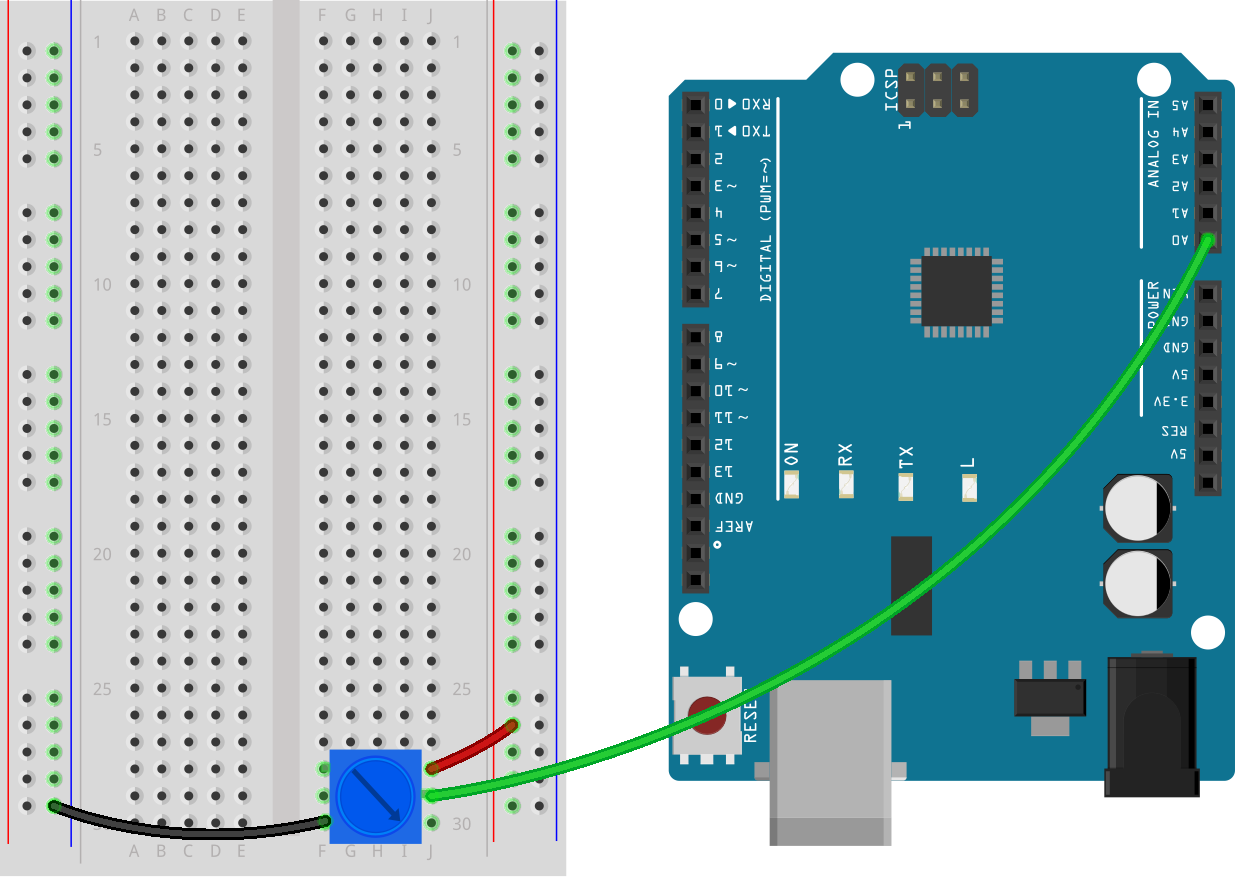 A B C D E F G H I J
1 1
5 5
10 10
15 15
20 20
25 25
30
A B C D E F G H I J
ICSP
1
0 ◄ RX0
1 ► TX0
2
3 ~
4
5 ~
6 ~
7
8
9 ~
10 ~
11 ~
12
13
GND
AREF
DIGITAL (PWM=~)
ON
RX
TX
L
ANALOG IN
A5
A4
A3
A2
A1
A0
POWER
GND
GND
5V
3.3V
RES
5V